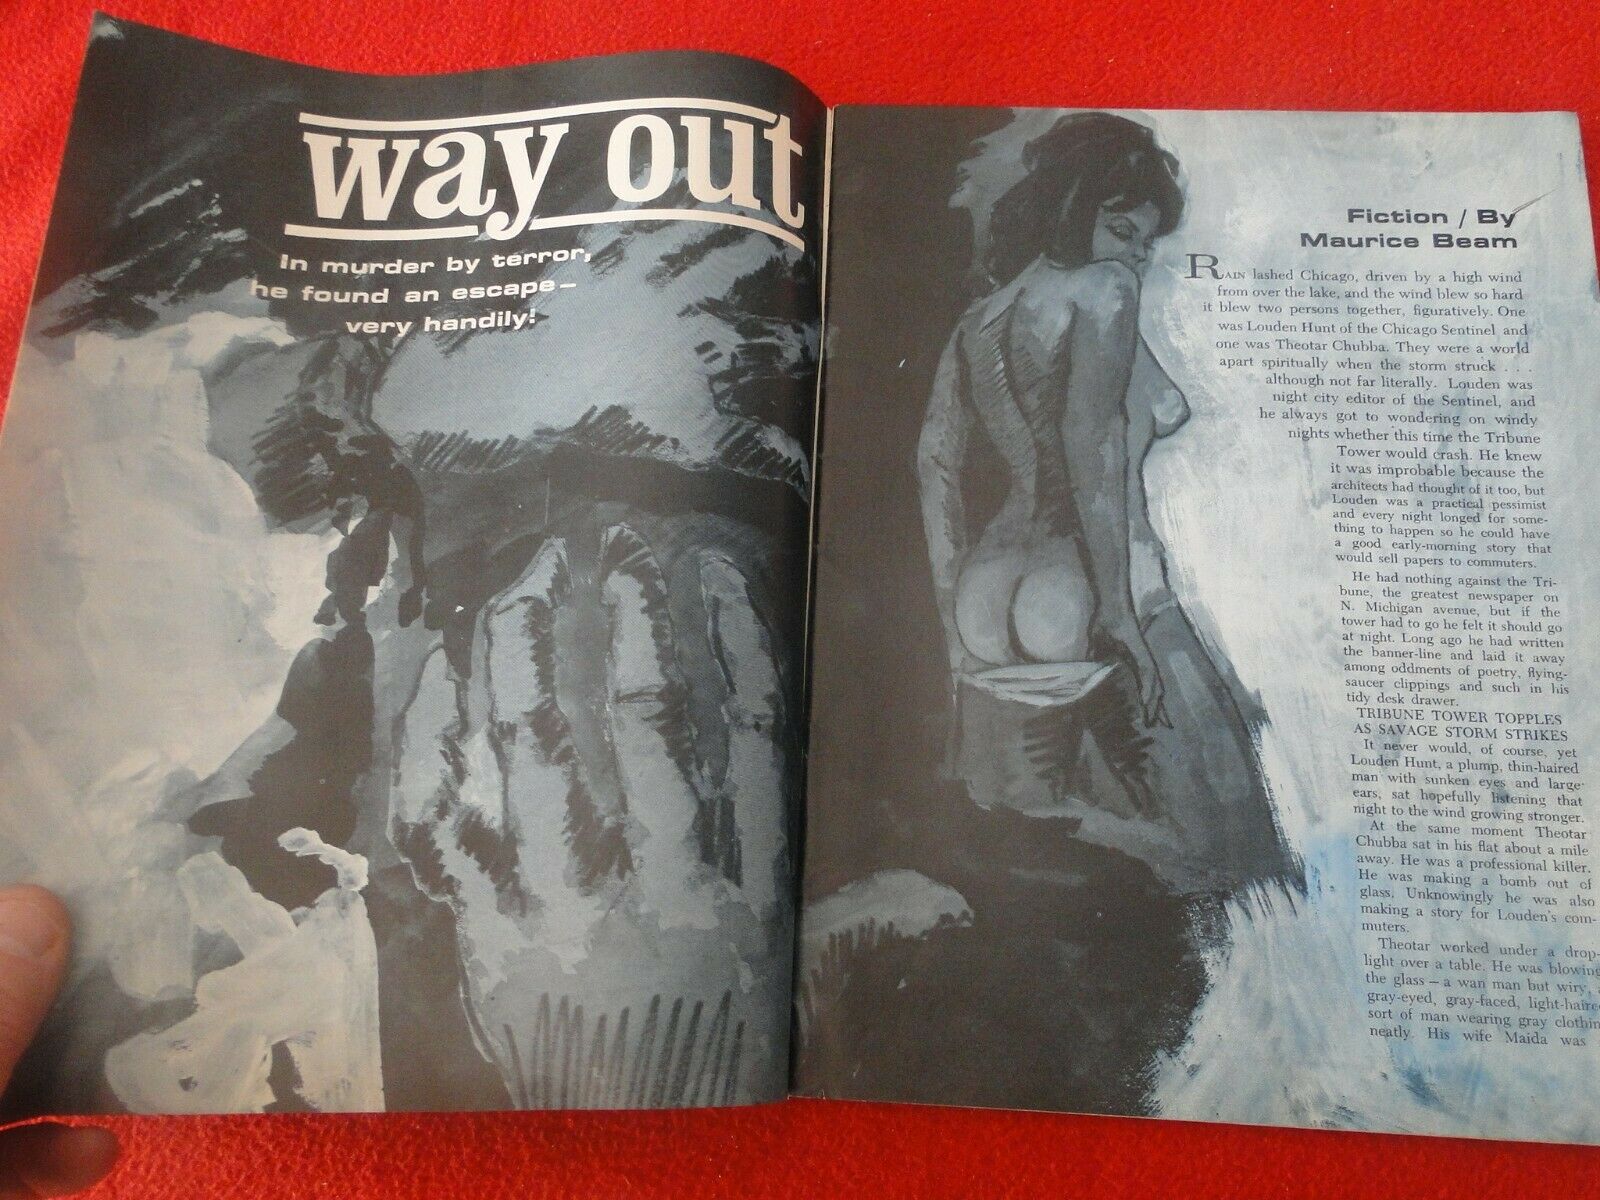 way out
In murder by terror,
he found an escape—
very handily!
Fiction / By
Maurice Beam
RAIN lashed Chicago, driven by a high wind
from over the lake, and the wind blew so hard
it blew two persons together, figuratively. One
was Louden Hunt of the Chicago Sentinel and
one was Theotar Chubba. They were a world
apart spiritually when the storm struck . . .
although not far literally. Louden was
night city editor of the Sentinel, and
he always got to wondering on windy
nights whether this time the Tribune
Tower would crash. He knew
it was improbable because the
architects had thought of it too, but
Louden was a practical pessimist
and every night longed for some-
thing to happen so he could have
a good early-morning story that
would sell papers to commuters.
He had nothing against the Tri-
bune, the greatest newspaper on
N. Michigan avenue, but if the
tower had to go he felt it should go
at night. Long ago he had written
the banner-line and laid it away
among oddments of poetry, flying-
saucer clippings and such in his
tidy desk drawer.
TRIBUNE TOWER TOPPLES
AS SAVAGE STORM STRIKES
It never would, of course, yet
Louden Hunt, a plump, thin-haired
man with sunken eyes and large
ears, sat hopefully listening that
night to the wind growing stronger.
At the same moment Theotar
Chubba sat in his flat about a mile
away. He was a professional killer.
He was making a bomb out of
glass. Unknowingly he was also
making a story for Louden's com-
muters.
Theotar worked under a drop-
light over a table. He was blowing
the glass — a wan man but wiry, a
gray-eyed, gray-faced, light-haire
sort of man wearing gray clothin
neatly. His wife Maida was